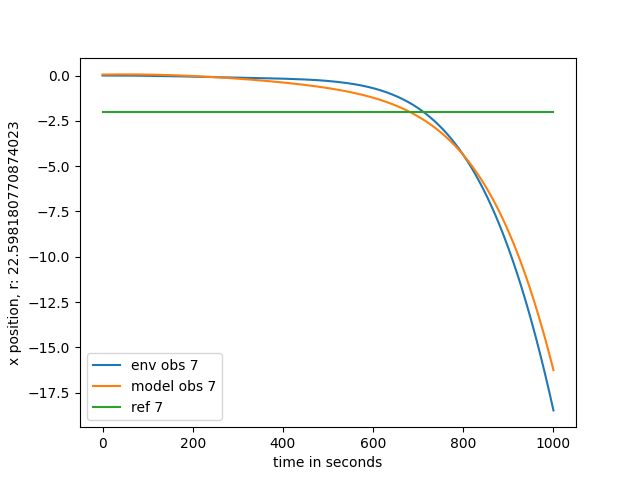 0.0
−2.5
−5.0
−7.5
−10.0
−12.5
−15.0
−17.5
x position, r: 22.598180770874023
env obs 7
model obs 7
ref 7
0 200 400 600 800 1000
time in seconds